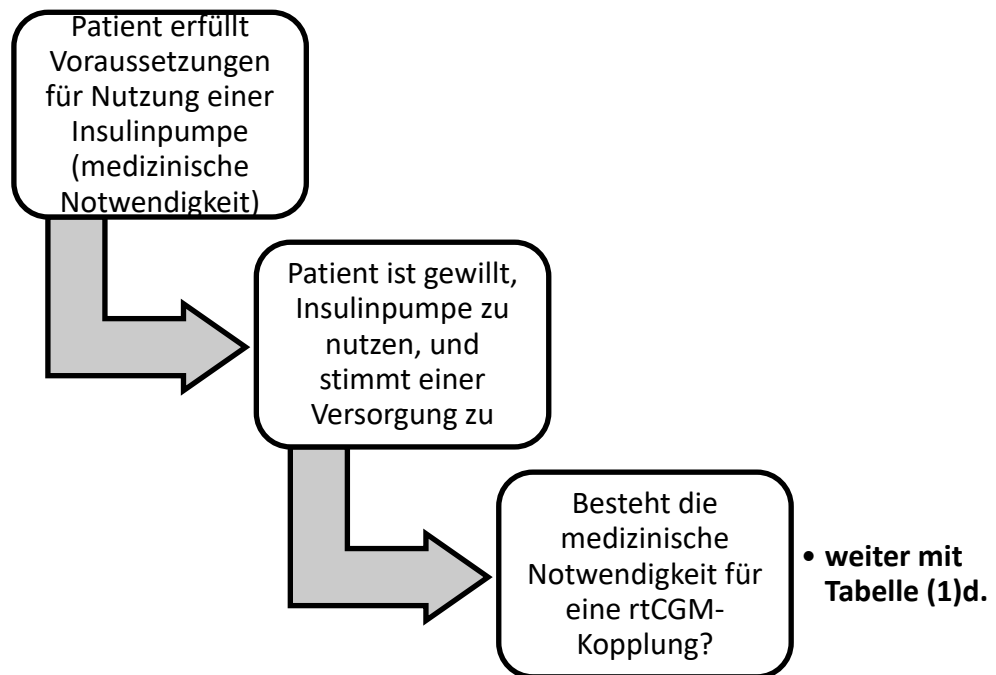 Patient erfüllt
Voraussetzungen
für Nutzung einer
Insulinpumpe
(medizinische
Notwendigkeit)
Patient ist gewillt,
Insulinpumpe zu
nutzen, und
stimmt einer
Versorgung zu
Besteht die
medizinische
Notwendigkeit für
eine rtCGM-
Kopplung?
• weiter mit
Tabelle (1)d.